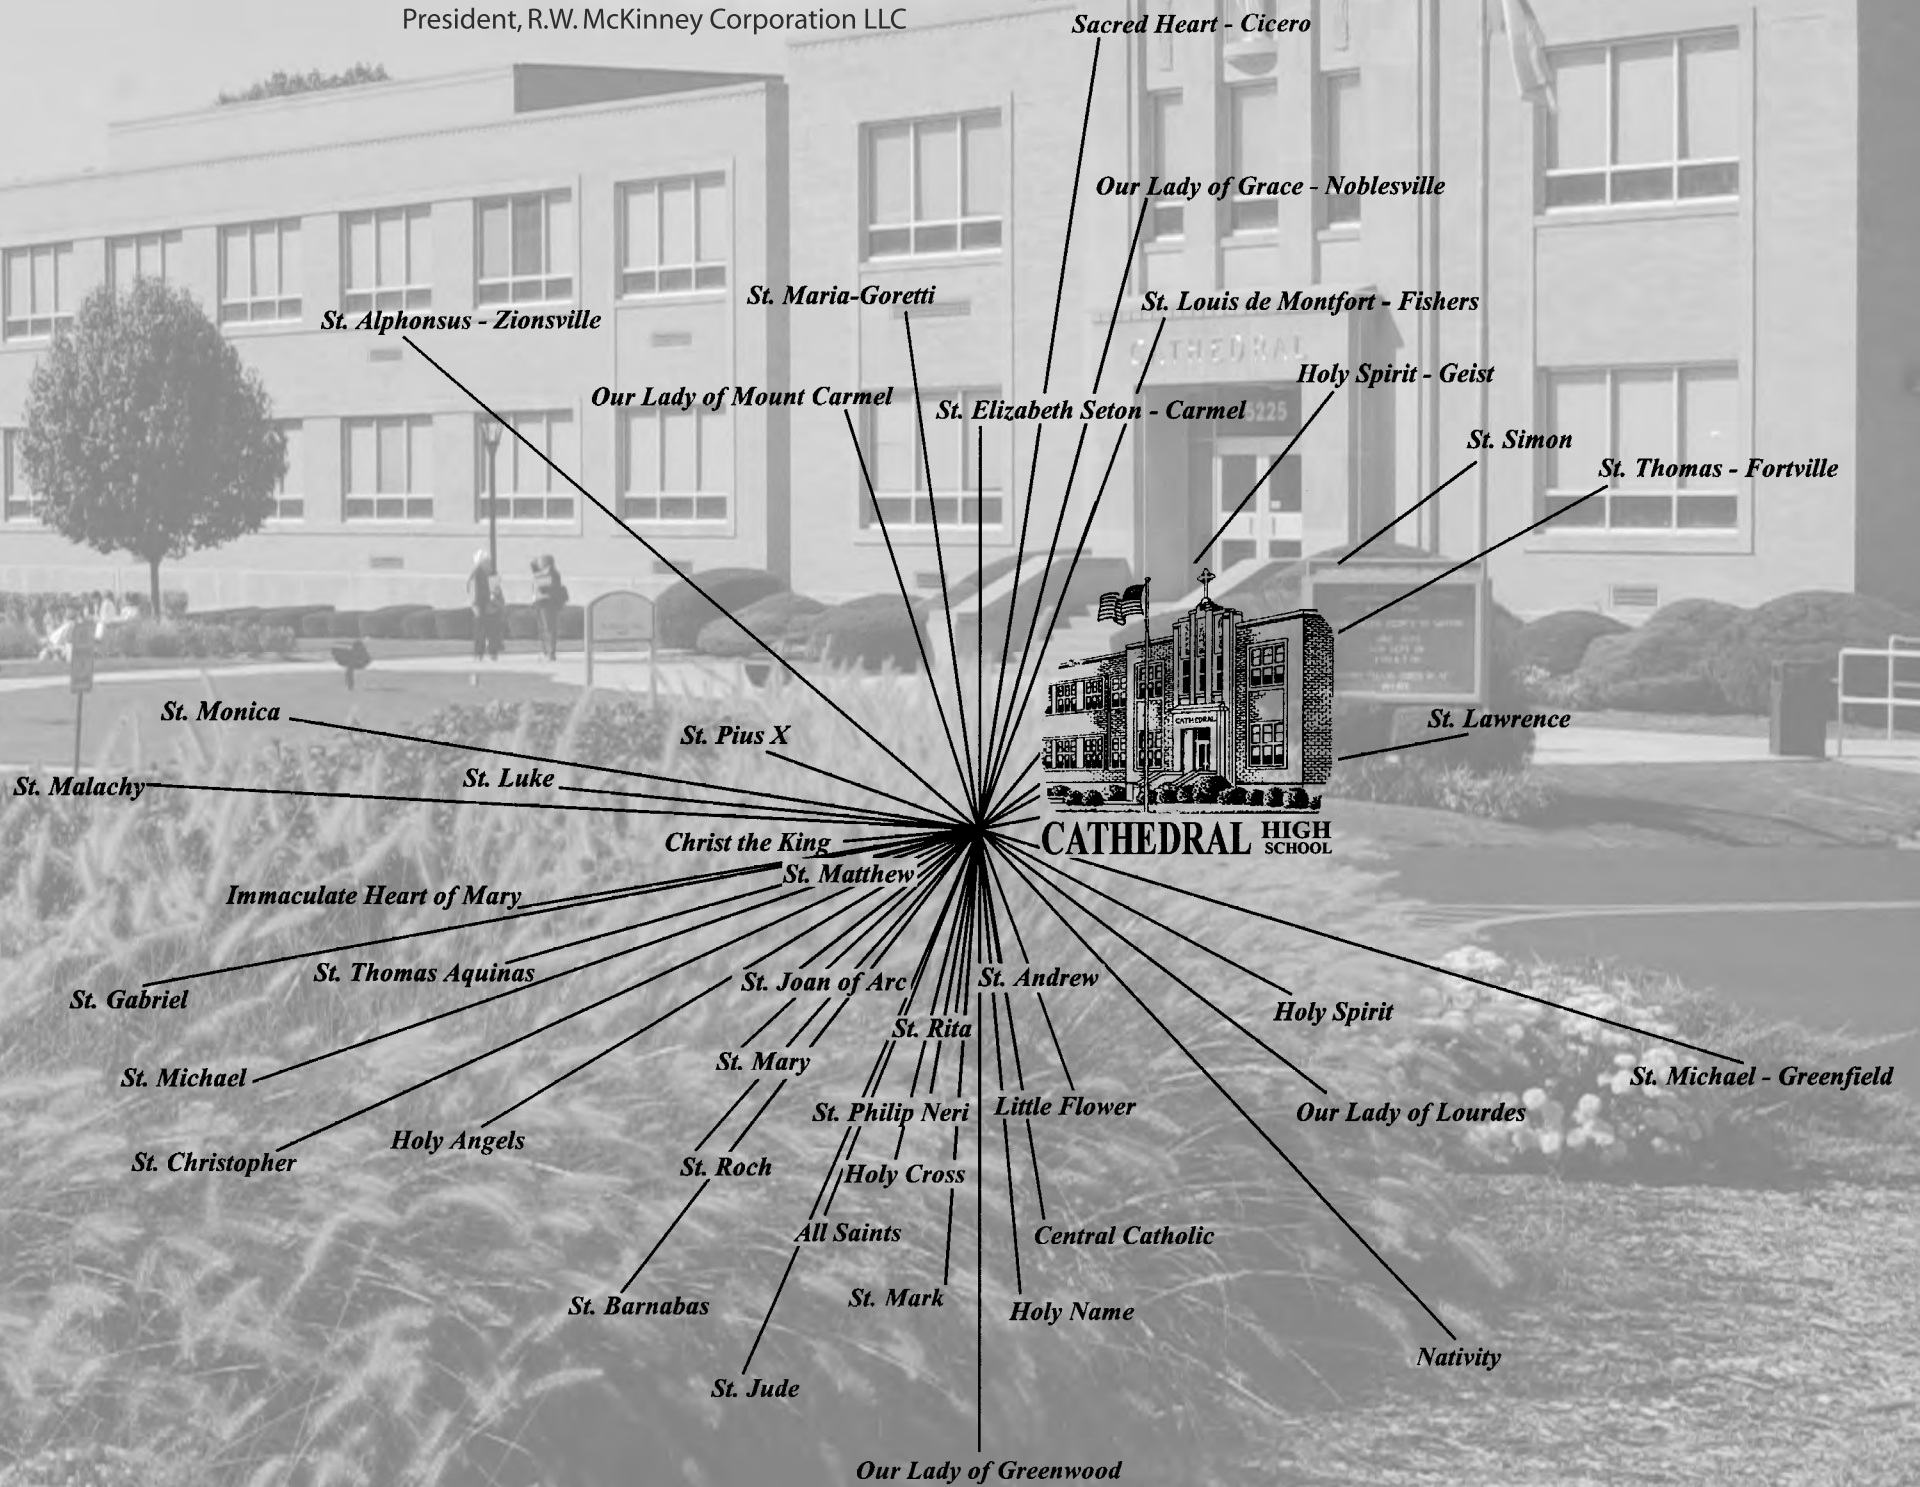 President, R.W. McKinney Corporation LLC
Sacred Heart - Cicero
Our Lady of Grace - Noblesville
St. Maria-Goretti
St. Louis de Montfort - Fishers
St. Alphonsus - Zionsville
CATHEDRAL
Holy Spirit - Geist
Our Lady of Mount Carmel
St. Elizabeth Seton - Carmel
5225
St. Simon
St. Thomas - Fortville
St. Monica
St. Lawrence
CATHEDRAL
St. Pius X
St. Luke
St. Malachy
CATHEDRAL HIGH
SCHOOL
Christ the King
St. Matthew
Immaculate Heart of Mary
St. Thomas Aquinas
St. Joan of Arc
St. Andrew
St. Gabriel
Holy Spirit
St. Rita
St. Mary
St. Michael
St. Michael - Greenfield
St. Philip Neri
Little Flower
Our Lady of Lourdes
Holy Angels
St. Christopher
St. Roch
Holy Cross
All Saints
Central Catholic
St. Mark
St. Barnabas
Holy Name
Nativity
St. Jude
Our Lady of Greenwood